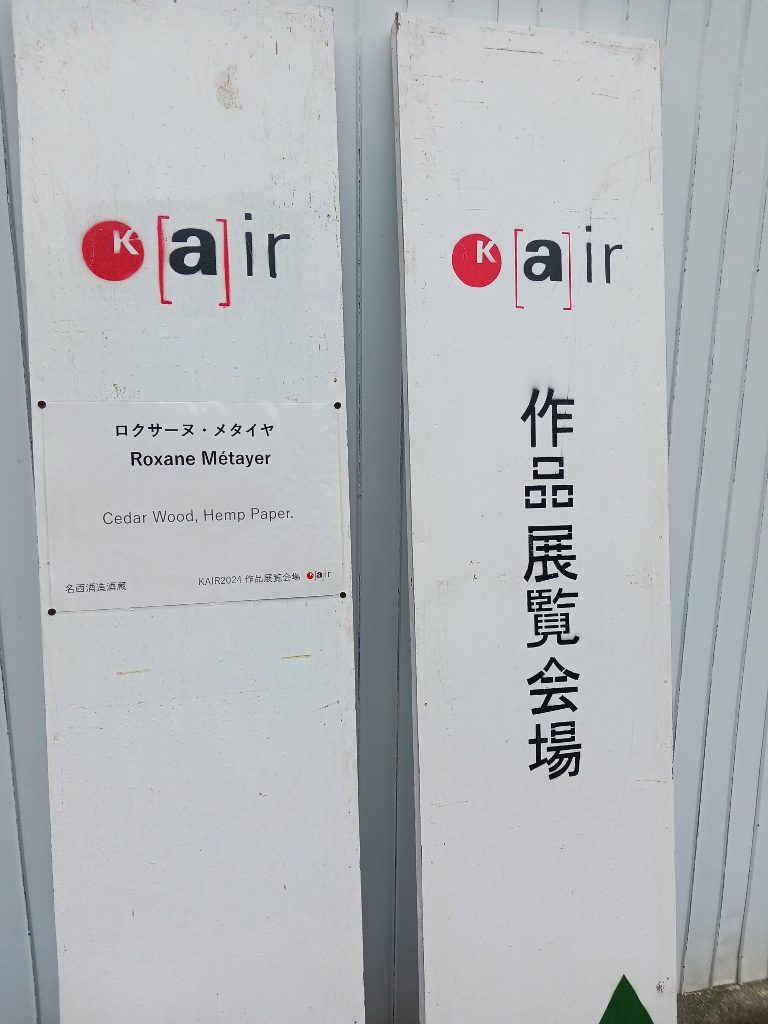 K[a]ir
ロクサーヌ・メタイヤ
Roxane Métayer
Cedar Wood, Hemp Paper.
名西酒造酒蔵
KAIR2024 作品展覧会場 K[a]ir
K[a]ir
作品展覧会場